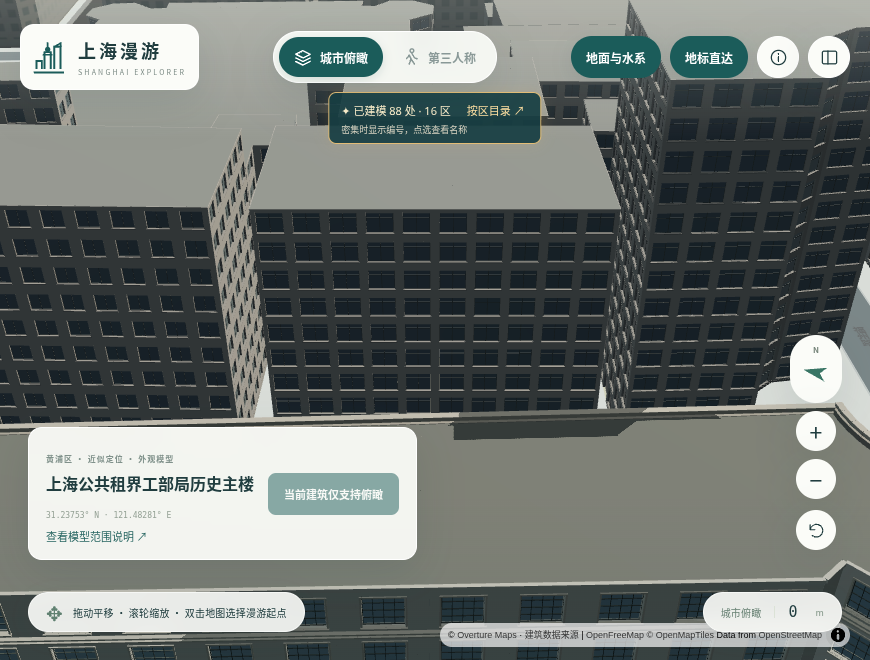 上海漫游
SHANGHAI EXPLORER
城市俯瞰
第三人称
地面与水系
地标直达
✦ 已建模 88 处 · 16 区 按区目录 ↗
密集时显示编号，点选查看名称
N
+
−
黄浦区 · 近似定位 · 外观模型
上海公共租界工部局历史主楼
31.23753° N · 121.48281° E
查看模型范围说明 ↗
当前建筑仅支持俯瞰
拖动平移 · 滚轮缩放 · 双击地图选择漫游起点
城市俯瞰 0 m
© Overture Maps · 建筑数据来源 | OpenFreeMap © OpenMapTiles Data from OpenStreetMap